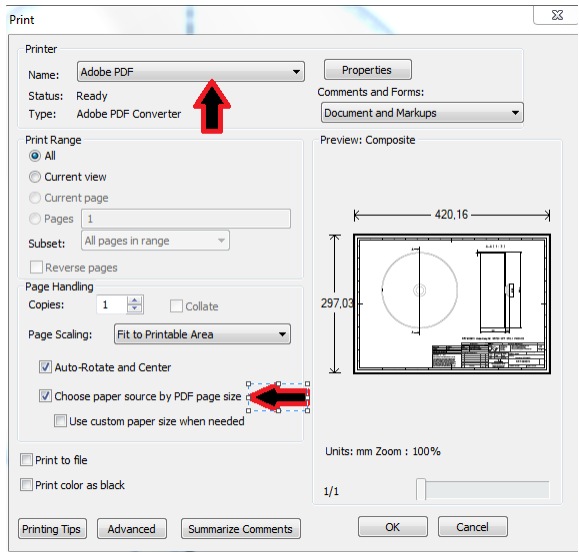 Print
Printer
Name: Adobe PDF
Properties
Status: Ready
Comments and Forms:
Type: Adobe PDF Converter
Document and Markups
Print Range
All
Current view
Current page
Pages 1
Subset: All pages in range
Reverse pages
Page Handling
Copies: 1 Collate
Page Scaling: Fit to Printable Area
Auto-Rotate and Center
Choose paper source by PDF page size
Use custom paper size when needed
Print to file
Print color as black
Preview: Composite
420,16
297,03
Units: mm Zoom : 100%
1/1
Printing Tips Advanced Summarize Comments OK Cancel